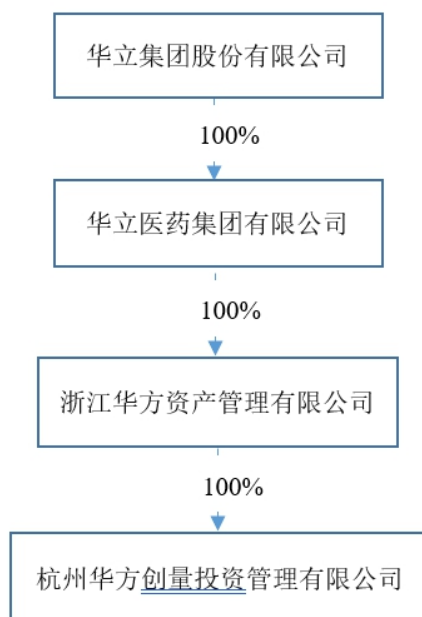 华立集团股份有限公司
100%
华立医药集团有限公司
100%
浙江华方资产管理有限公司
100%
杭州华方创量投资管理有限公司